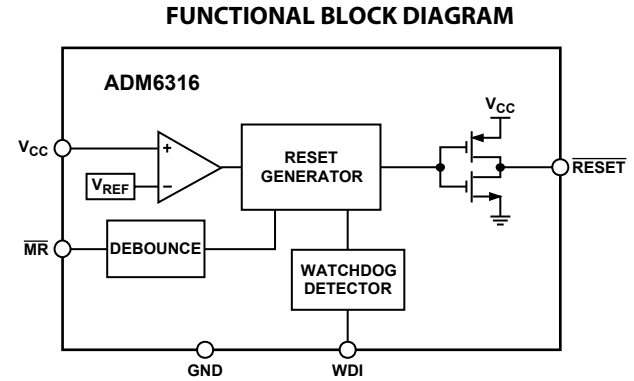 FUNCTIONAL BLOCK DIAGRAM
ADM6316
VCC
VCC
+
RESET
GENERATOR
RESET
VREF
−
MR
DEBOUNCE
WATCHDOG
DETECTOR
GND
WDI